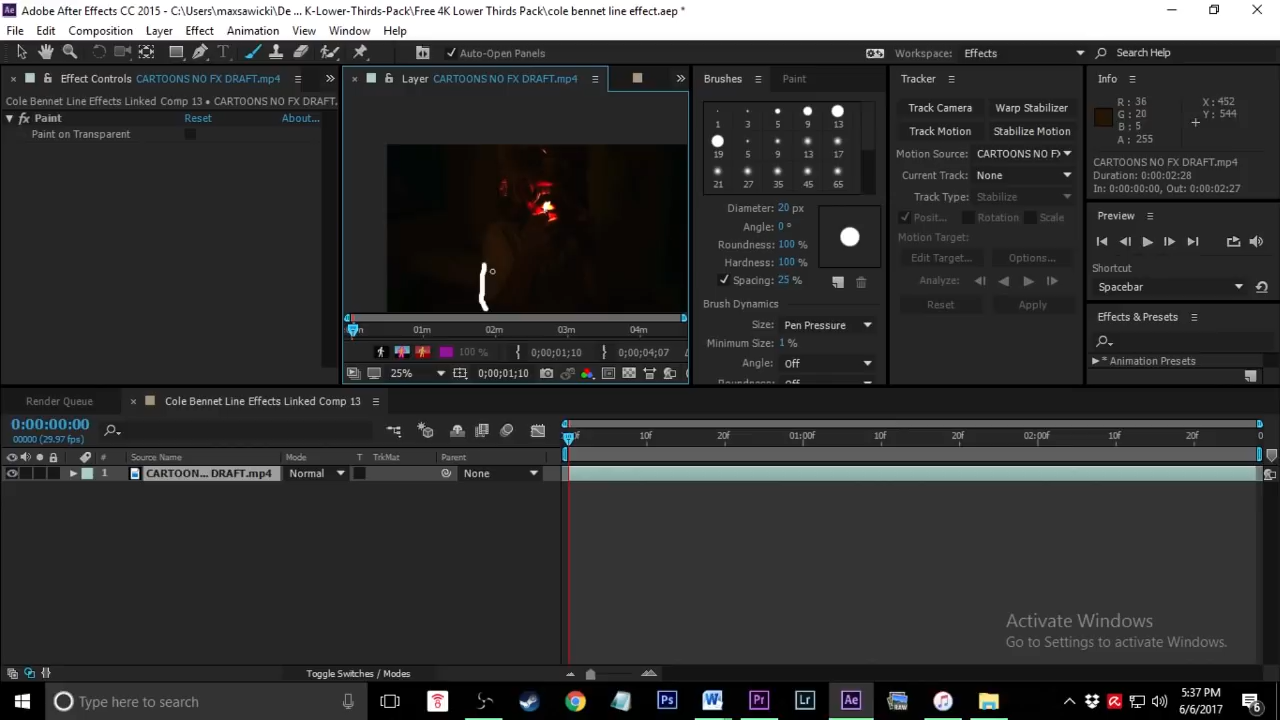 Adobe After Effects CC 2015 - C:\Users\maxsawicki\De ... K-Lower-Thirds-Pack\Free 4K Lower Thirds Pack\cole bennet line effect.aep *
File Edit Composition Layer Effect Animation View Window Help
Auto-Open Panels Workspace: Effects Search Help
Effect Controls CARTOONS NO FX DRAFT.mp4
Layer CARTOONS NO FX DRAFT.mp4
Brushes Paint
Tracker
Info
Cole Bennet Line Effects Linked Comp 13 • CARTOONS NO FX DRAFT.
fx Paint Reset About...
Paint on Transparent
1 3 5 9 13
19 5 9 13 17
21 27 35 45 65
Diameter: 20 px
Angle: 0 °
Roundness: 100 %
Hardness: 100 %
Spacing: 25 %
Brush Dynamics
Size: Pen Pressure
Minimum Size: 1 %
Angle: Off
Track Camera Warp Stabilizer
Track Motion Stabilize Motion
Motion Source: CARTOONS NO F
Current Track: None
Track Type: Stabilize
Posit... Rotation Scale
Motion Target:
Edit Target... Options...
Analyze:
Reset Apply
R: 36 X: 452
G: 20 Y: 544
B: 5
A: 255
CARTOONS NO FX DRAFT.mp4
Duration: 0:00:02:28
In: 0:00:00:00, Out: 0:00:02:27
Preview
Shortcut
Spacebar
Effects & Presets
* Animation Presets
01m 02m 03m 04m
100 % 0;00;01;10 0;00;04;07
25% 0;00;01;10
Render Queue Cole Bennet Line Effects Linked Comp 13
0:00:00:00
00000 (29.97 fps)
10f 20f 01:00f 10f 20f 02:00f 10f 20f
# Source Name Mode T TrkMat Parent
1 CARTOON... DRAFT.mp4 Normal None
Activate Windows
Go to Settings to activate Windows.
Toggle Switches / Modes
Type here to search
Ps Pr Lr Ae
5:37 PM
6/6/2017
6